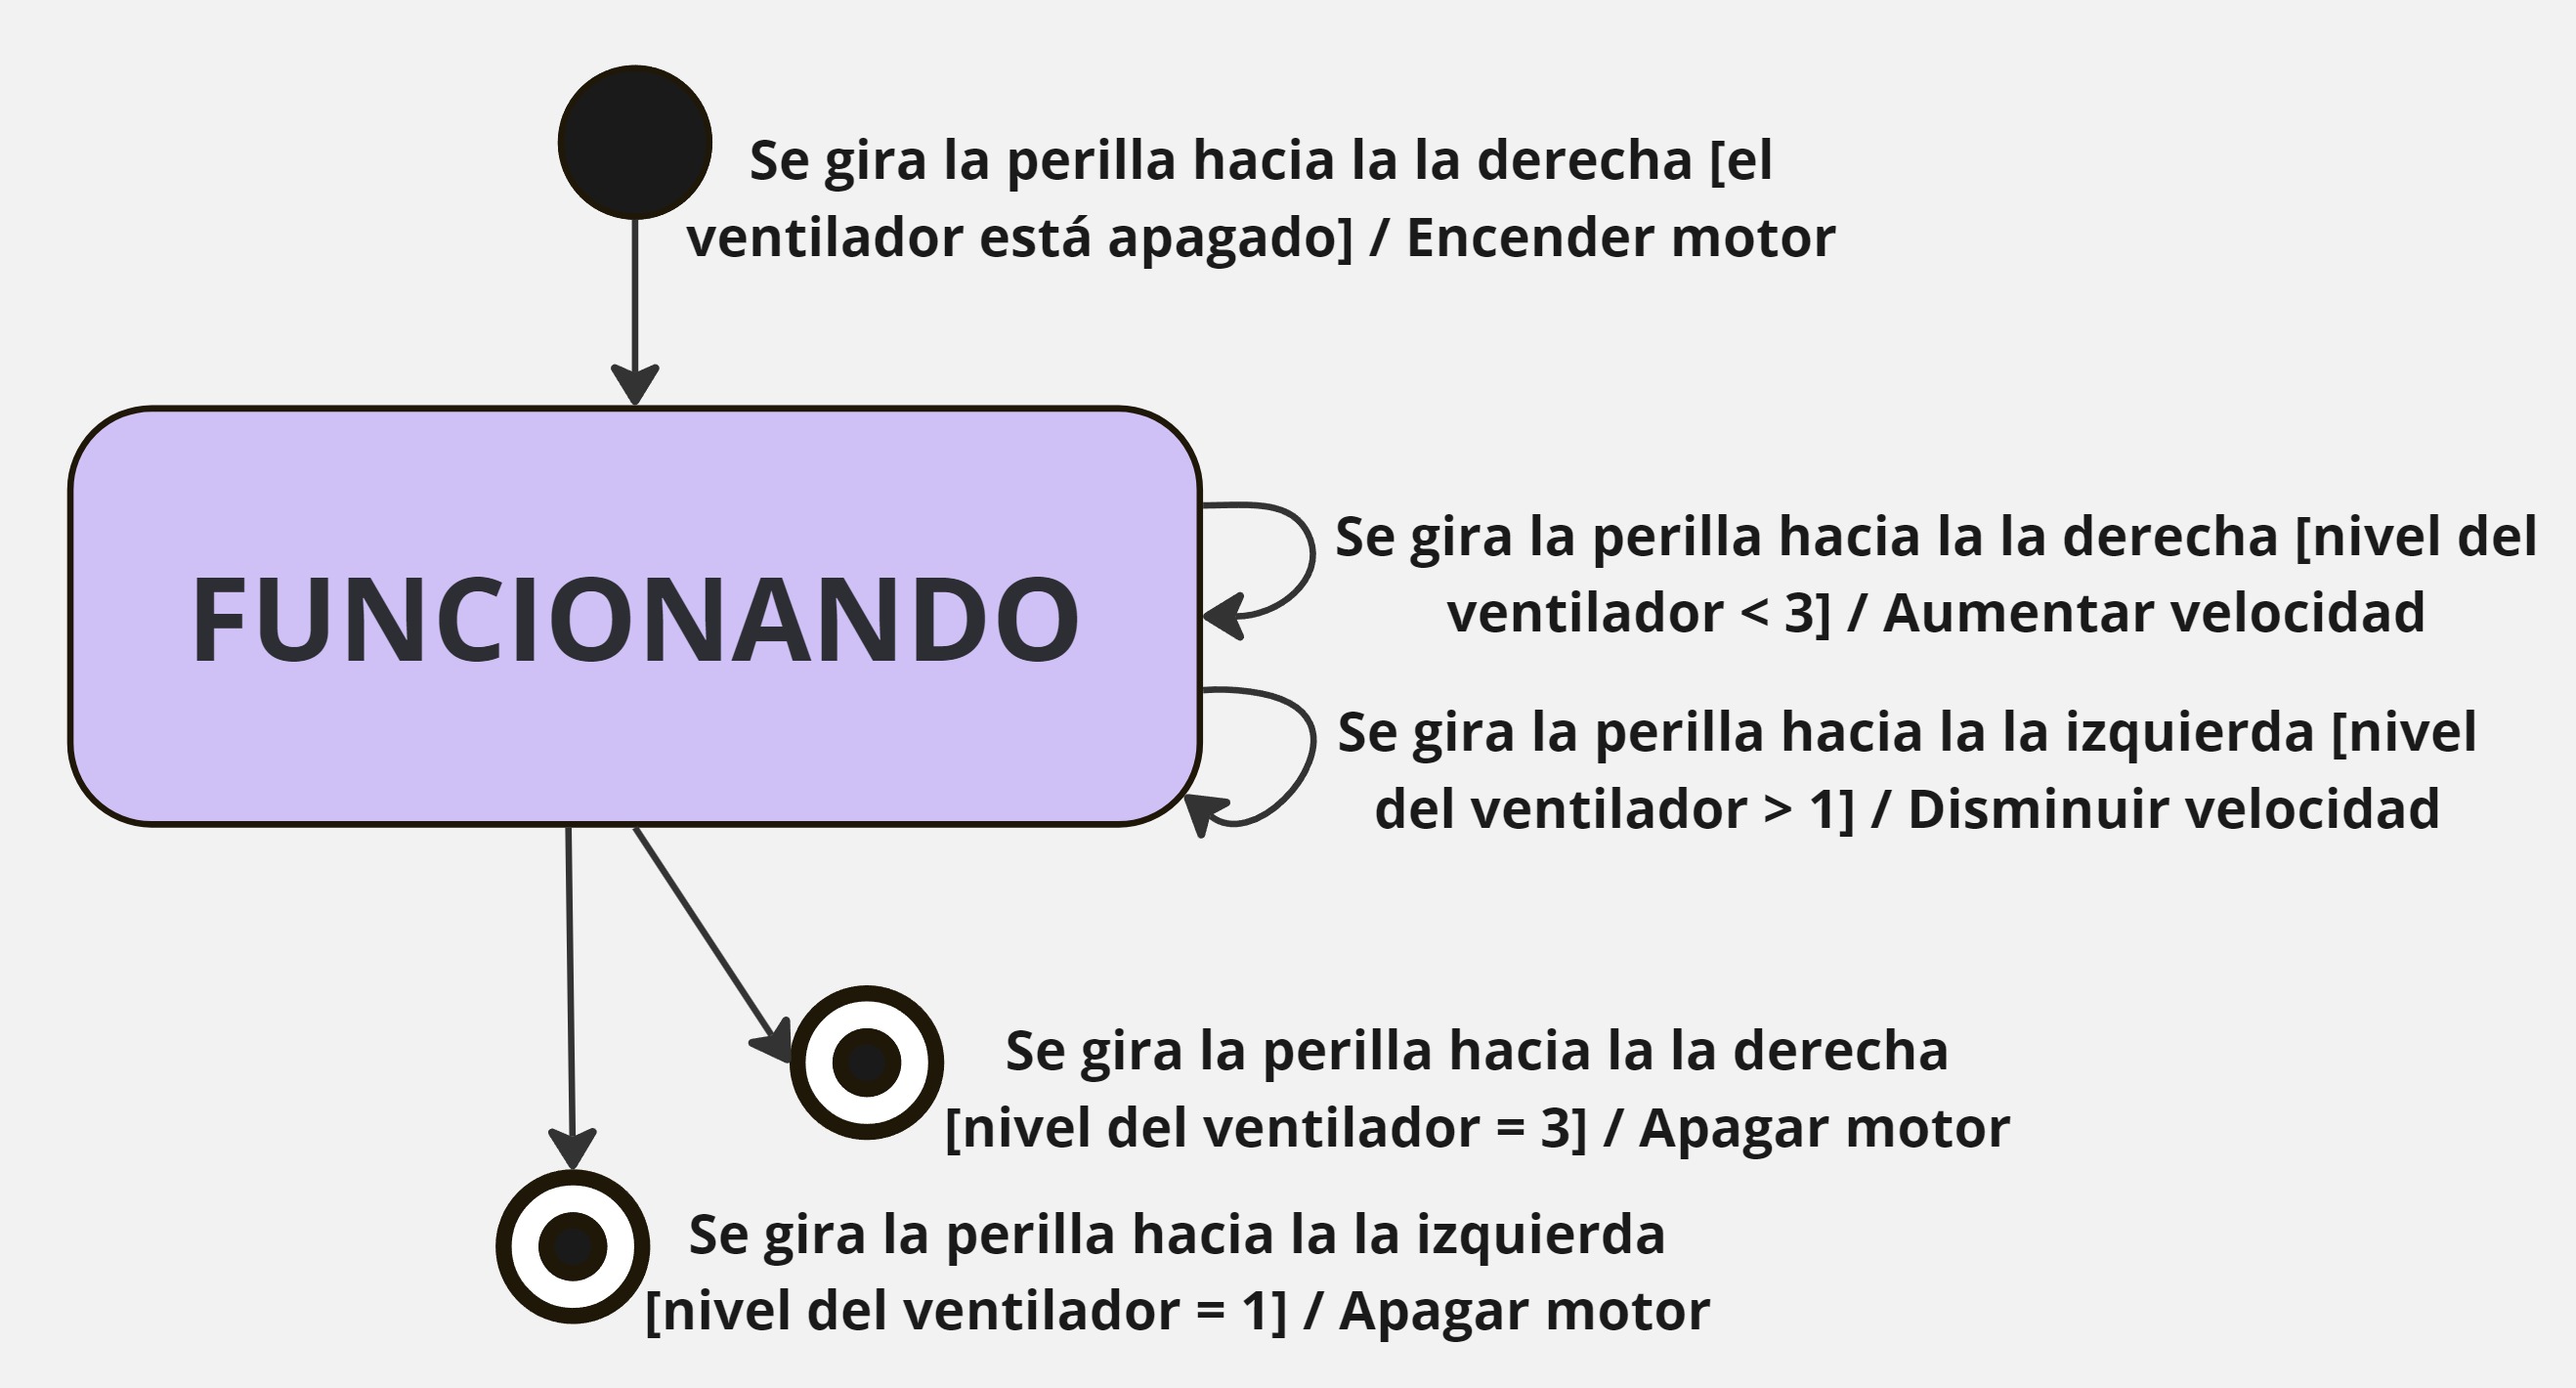 Se gira la perilla hacia la la derecha [el
ventilador está apagado] / Encender motor
FUNCIONANDO
Se gira la perilla hacia la la derecha [nivel del
ventilador < 3] / Aumentar velocidad
Se gira la perilla hacia la la izquierda [nivel
del ventilador > 1] / Disminuir velocidad
Se gira la perilla hacia la la derecha
[nivel del ventilador = 3] / Apagar motor
Se gira la perilla hacia la la izquierda
[nivel del ventilador = 1] / Apagar motor